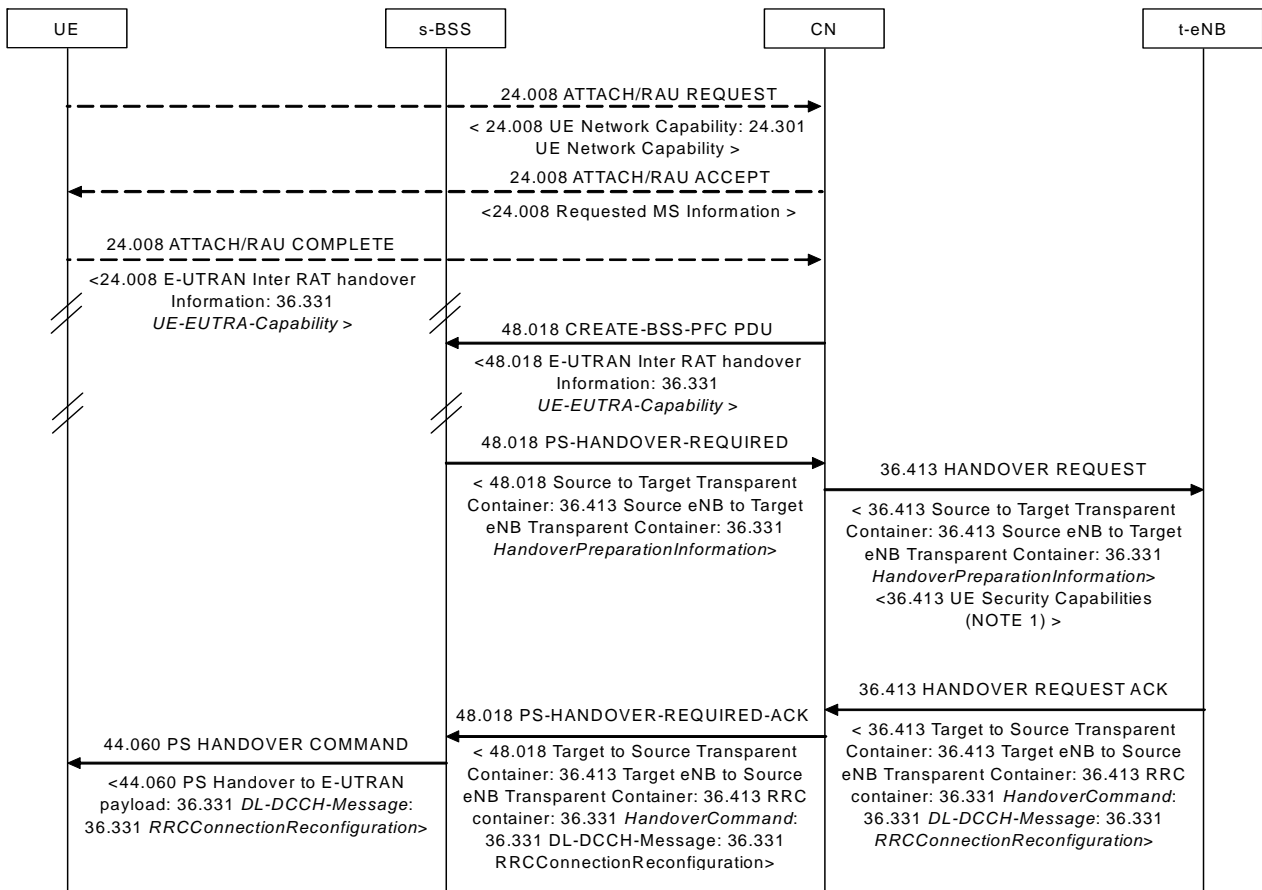 UE
s-BSS
CN
t-eNB
24.008 ATTACH/RAU REQUEST
< 24.008 UE Network Capability: 24.301
UE Network Capability >
24.008 ATTACH/RAU ACCEPT
<24.008 Requested MS Information >
24.008 ATTACH/RAU COMPLETE
<24.008 E-UTRAN Inter RAT handover
Information: 36.331
UE-EUTRA-Capability >
48.018 CREATE-BSS-PFC PDU
<48.018 E-UTRAN Inter RAT handover
Information: 36.331
UE-EUTRA-Capability >
48.018 PS-HANDOVER-REQUIRED
< 48.018 Source to Target Transparent
Container: 36.413 Source eNB to Target
eNB Transparent Container: 36.331
HandoverPreparationInformation>
36.413 HANDOVER REQUEST
< 36.413 Source to Target Transparent
Container: 36.413 Source eNB to Target
eNB Transparent Container: 36.331
HandoverPreparationInformation>
<36.413 UE Security Capabilities
(NOTE 1) >
36.413 HANDOVER REQUEST ACK
< 36.413 Target to Source Transparent
Container: 36.413 Target eNB to Source
eNB Transparent Container: 36.413 RRC
container: 36.331 HandoverCommand:
36.331 DL-DCCH-Message: 36.331
RRCConnectionReconfiguration>
48.018 PS-HANDOVER-REQUIRED-ACK
< 48.018 Target to Source Transparent
Container: 36.413 Target eNB to Source
eNB Transparent Container: 36.413 RRC
container: 36.331 HandoverCommand:
36.331 DL-DCCH-Message: 36.331
RRCConnectionReconfiguration>
44.060 PS HANDOVER COMMAND
<44.060 PS Handover to E-UTRAN
payload: 36.331 DL-DCCH-Message:
36.331 RRCConnectionReconfiguration>